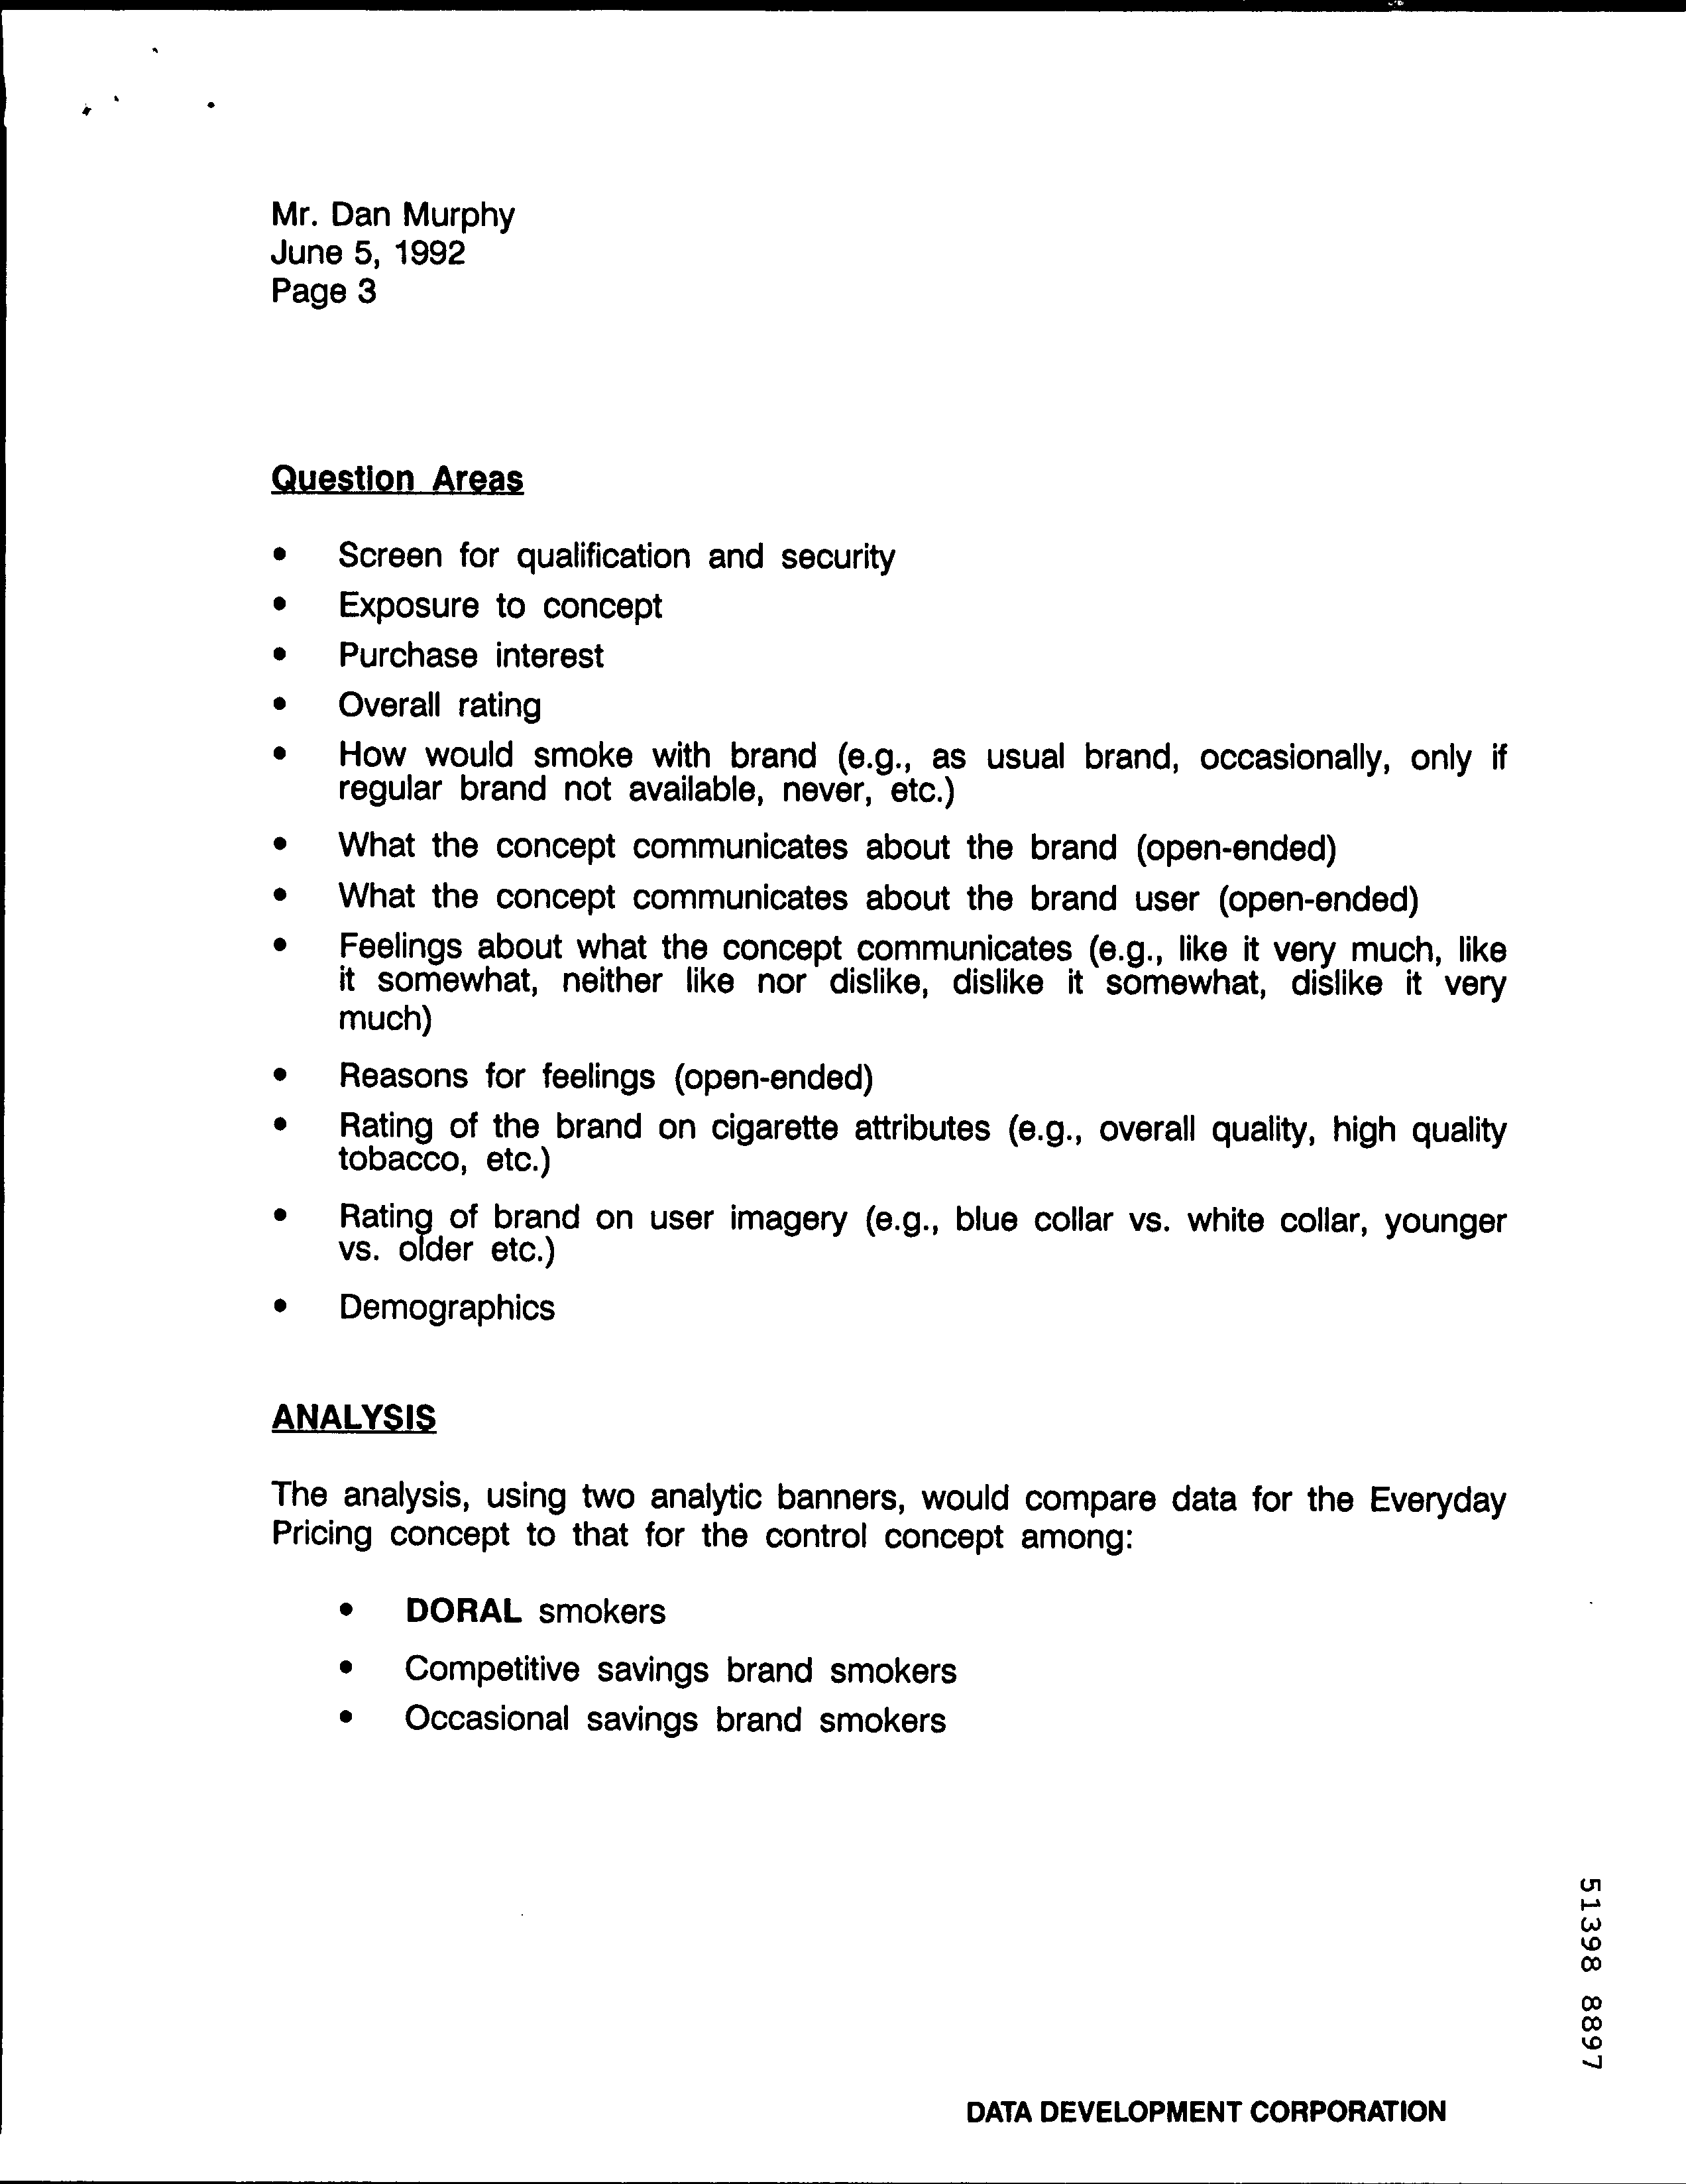 Mr. Dan Murphy
June 5, 1992
Page 3
Question Areas
• Screen for qualification and security
• Exposure to concept
• Purchase interest
• Overall rating
• How would smoke with brand (e.g., as usual brand, occasionally, only if
regular brand not available, never, etc.)
• What the concept communicates about the brand (open-ended)
• What the concept communicates about the brand user (open-ended)
• Feelings about what the concept communicates (e.g., like it very much, like
it somewhat, neither like nor dislike, dislike it somewhat, dislike it very
much)
• Reasons for feelings (open-ended)
• Rating of the brand on cigarette attributes (e.g., overall quality, high quality
tobacco, etc.)
• Rating of brand on user imagery (e.g., blue collar vs. white collar, younger
vs. older etc.)
• Demographics
ANALYSIS
The analysis, using two analytic banners, would compare data for the Everyday
Pricing concept to that for the control concept among:
• DORAL smokers
• Competitive savings brand smokers
• Occasional savings brand smokers
51398 8897
DATA DEVELOPMENT CORPORATION